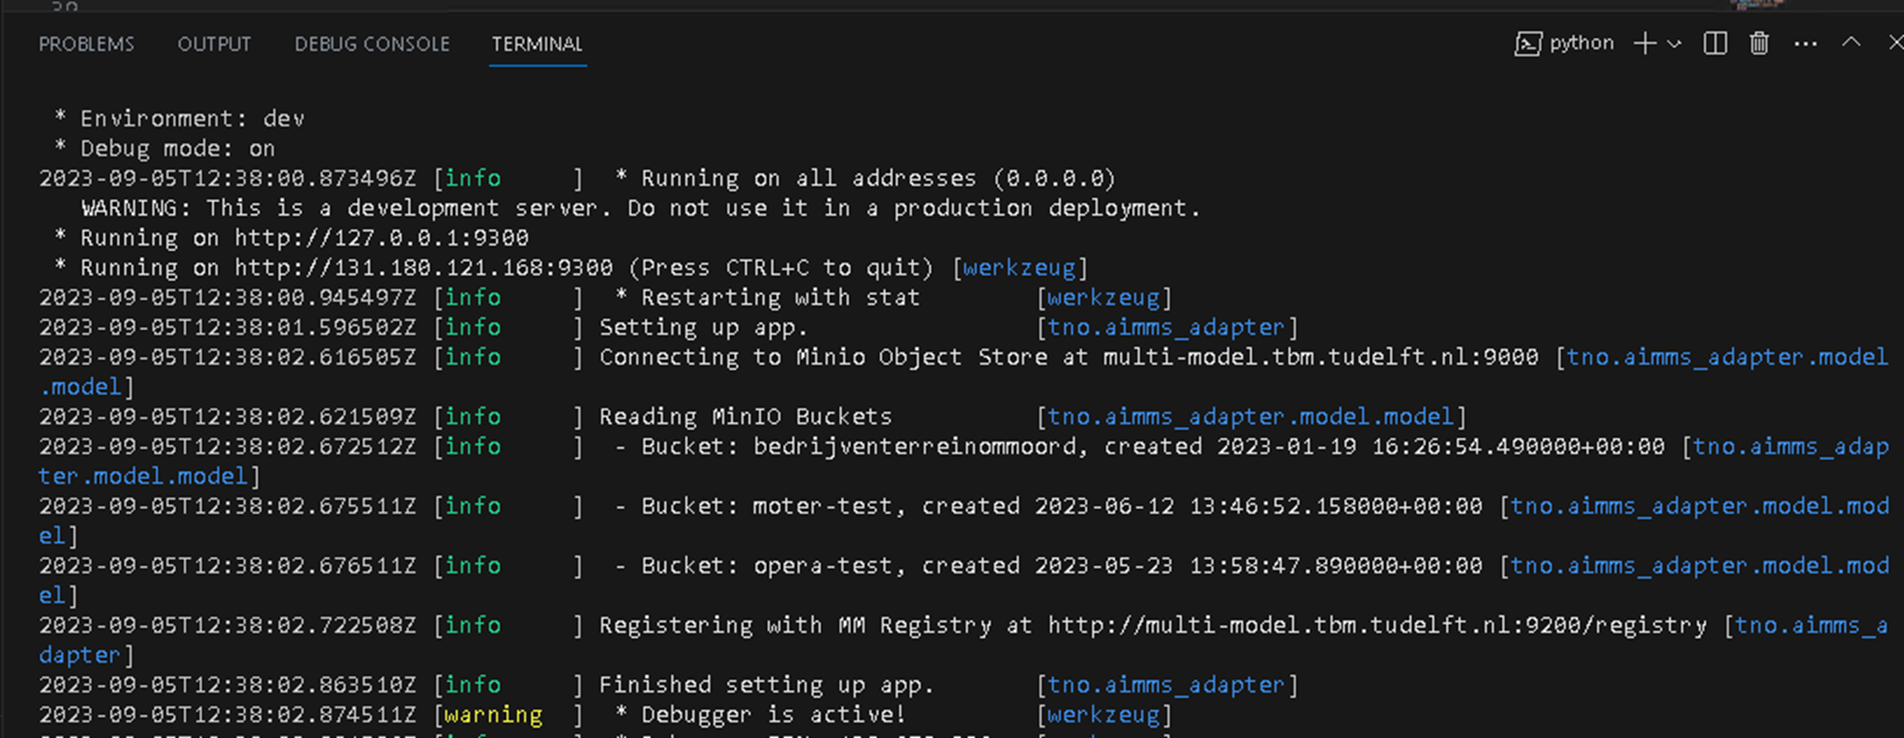 PROBLEMS OUTPUT DEBUG CONSOLE TERMINAL python
* Environment: dev
* Debug mode: on
2023-09-05T12:38:00.873496Z [info     ]  * Running on all addresses (0.0.0.0)
WARNING: This is a development server. Do not use it in a production deployment.
* Running on http://127.0.0.1:9300
* Running on http://131.180.121.168:9300 (Press CTRL+C to quit) [werkzeug]
2023-09-05T12:38:00.945497Z [info     ]  * Restarting with stat        [werkzeug]
2023-09-05T12:38:01.596502Z [info     ] Setting up app.                [tno.aimms_adapter]
2023-09-05T12:38:02.616505Z [info     ] Connecting to Minio Object Store at multi-model.tbm.tudelft.nl:9000 [tno.aimms_adapter.model
.model]
2023-09-05T12:38:02.621509Z [info     ] Reading MinIO Buckets          [tno.aimms_adapter.model.model]
2023-09-05T12:38:02.672512Z [info     ]  - Bucket: bedrijventerreinommoord, created 2023-01-19 16:26:54.490000+00:00 [tno.aimms_adap
ter.model.model]
2023-09-05T12:38:02.675511Z [info     ]  - Bucket: moter-test, created 2023-06-12 13:46:52.158000+00:00 [tno.aimms_adapter.model.mod
el]
2023-09-05T12:38:02.676511Z [info     ]  - Bucket: opera-test, created 2023-05-23 13:58:47.890000+00:00 [tno.aimms_adapter.model.mod
el]
2023-09-05T12:38:02.722508Z [info     ] Registering with MM Registry at http://multi-model.tbm.tudelft.nl:9200/registry [tno.aimms_a
dapter]
2023-09-05T12:38:02.863510Z [info     ] Finished setting up app.       [tno.aimms_adapter]
2023-09-05T12:38:02.874511Z [warning  ]  * Debugger is active!         [werkzeug]